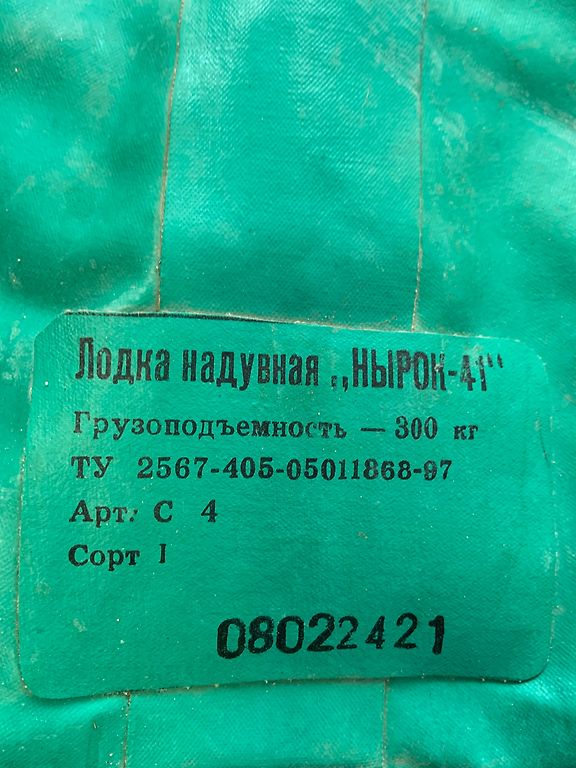 Лодка надувная „НЫРОК-41"
Грузоподъемность — 300 кг
ТУ 2567-405-05011868-97
Арт: С 4
Сорт I
08022421